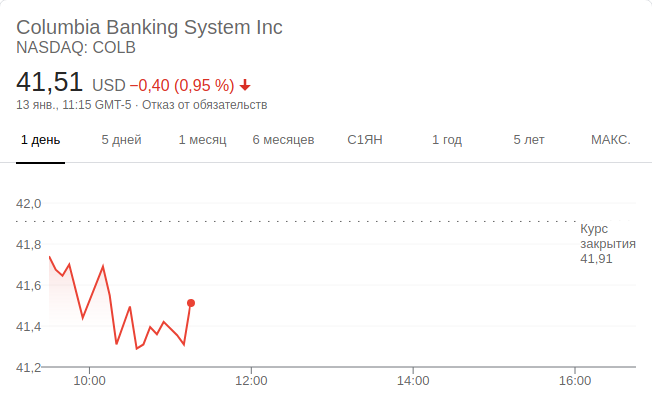 Columbia Banking System Inc
NASDAQ: COLB
41,51 USD −0,40 (0,95 %)
13 янв., 11:15 GMT-5 · Отказ от обязательств
1 день 5 дней 1 месяц 6 месяцев С1ЯН 1 год 5 лет МАКС.
42,0
Курс
закрытия
41,91
41,8
41,6
41,4
41,2
10:00 12:00 14:00 16:00